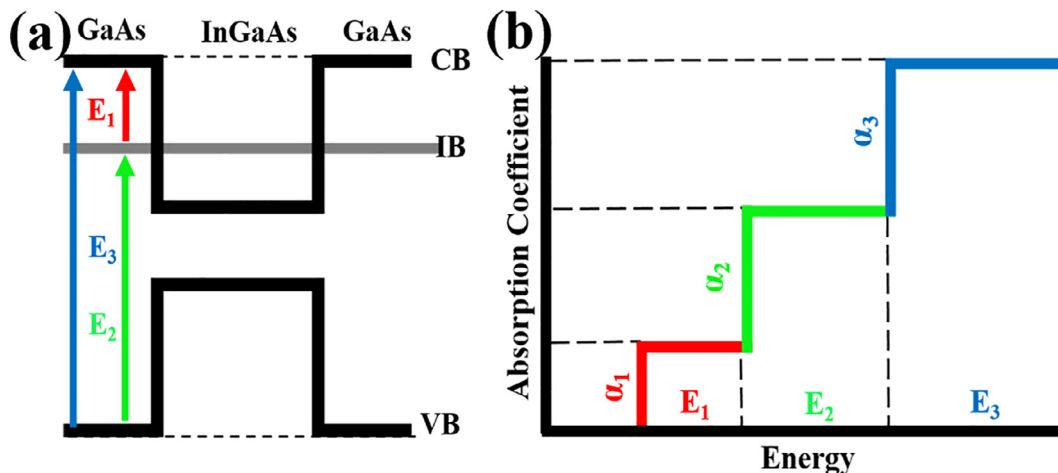 (a)
GaAs InGaAs GaAs
CB
E₁
IB
E₃
E₂
VB
(b)
Absorption Coefficient
α₃
α₂
α₁
E₁ E₂ E₃
Energy